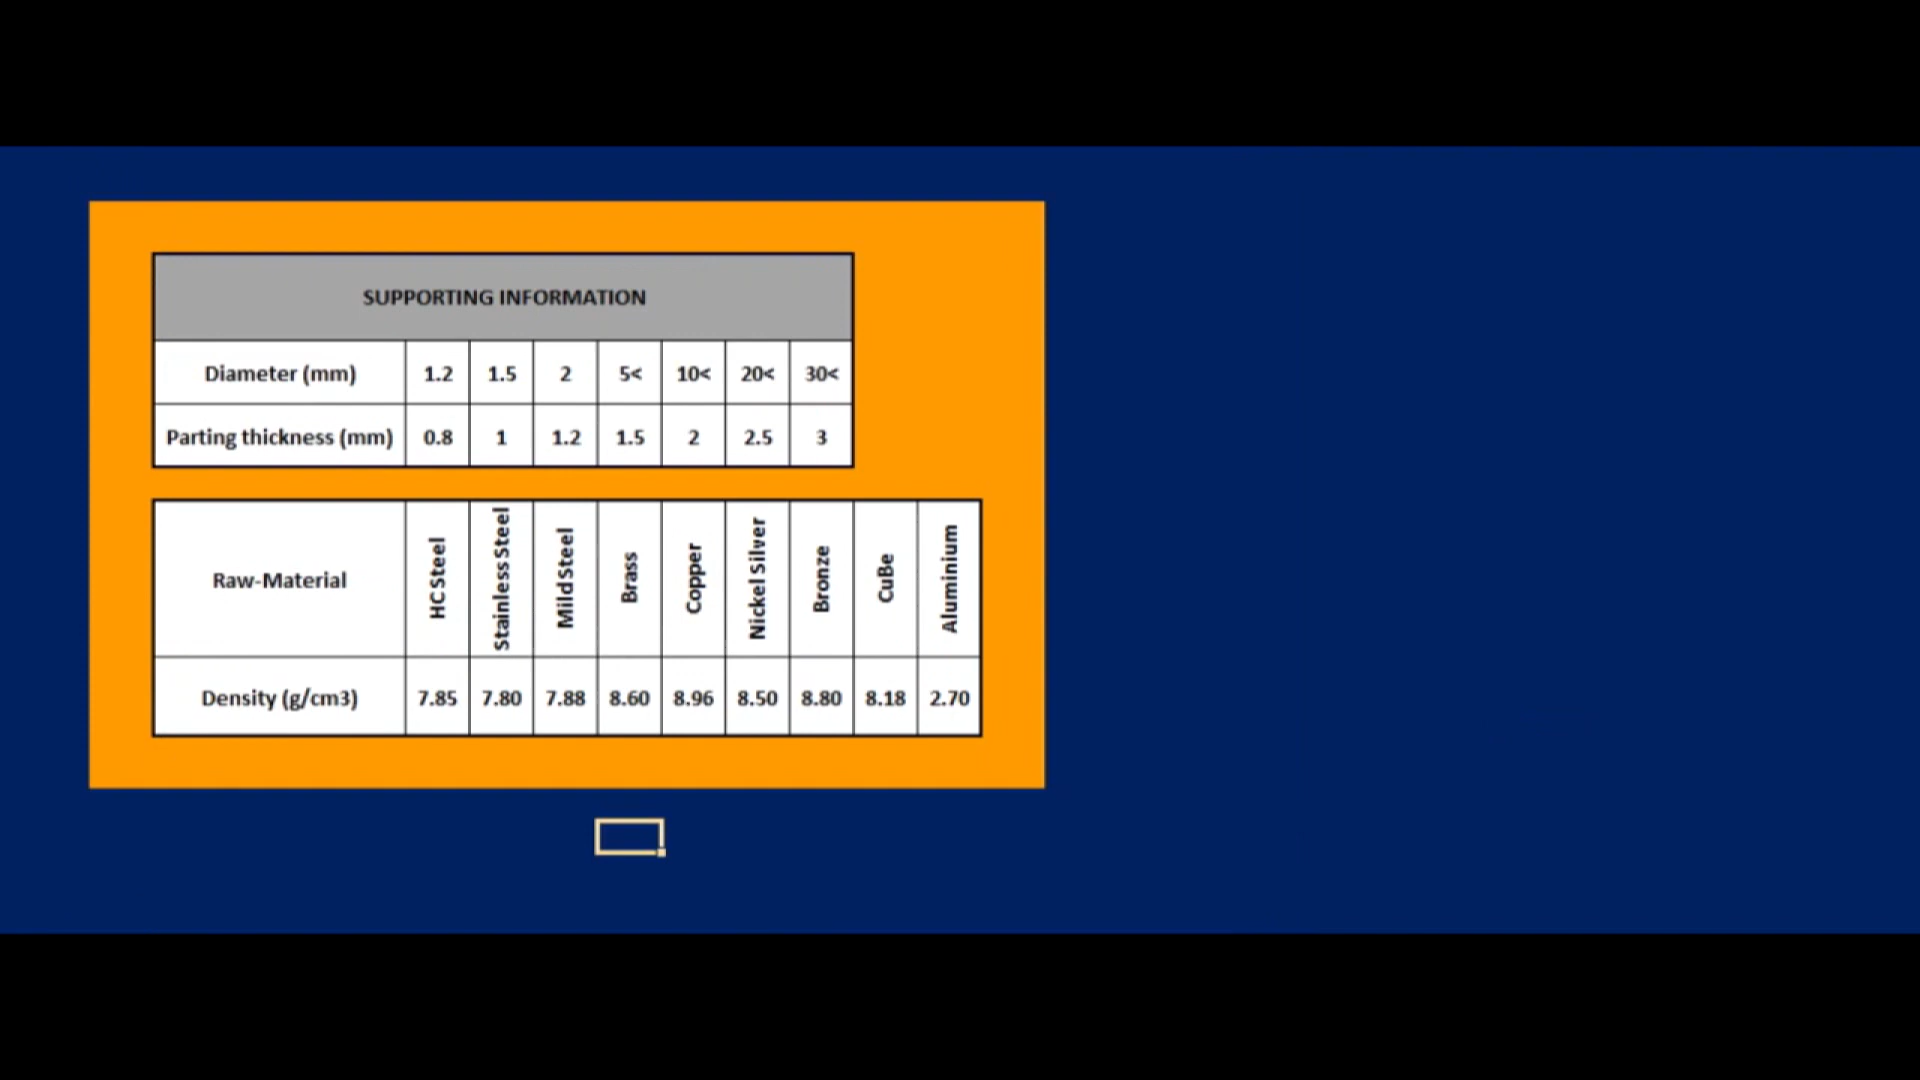 SUPPORTING INFORMATION
Diameter (mm) 1.2 1.5 2 5< 10< 20< 30<
Parting thickness (mm) 0.8 1 1.2 1.5 2 2.5 3
Raw-Material HC Steel Stainless Steel Mild Steel Brass Copper Nickel Silver Bronze CuBe Aluminium
Density (g/cm3) 7.85 7.80 7.88 8.60 8.96 8.50 8.80 8.18 2.70